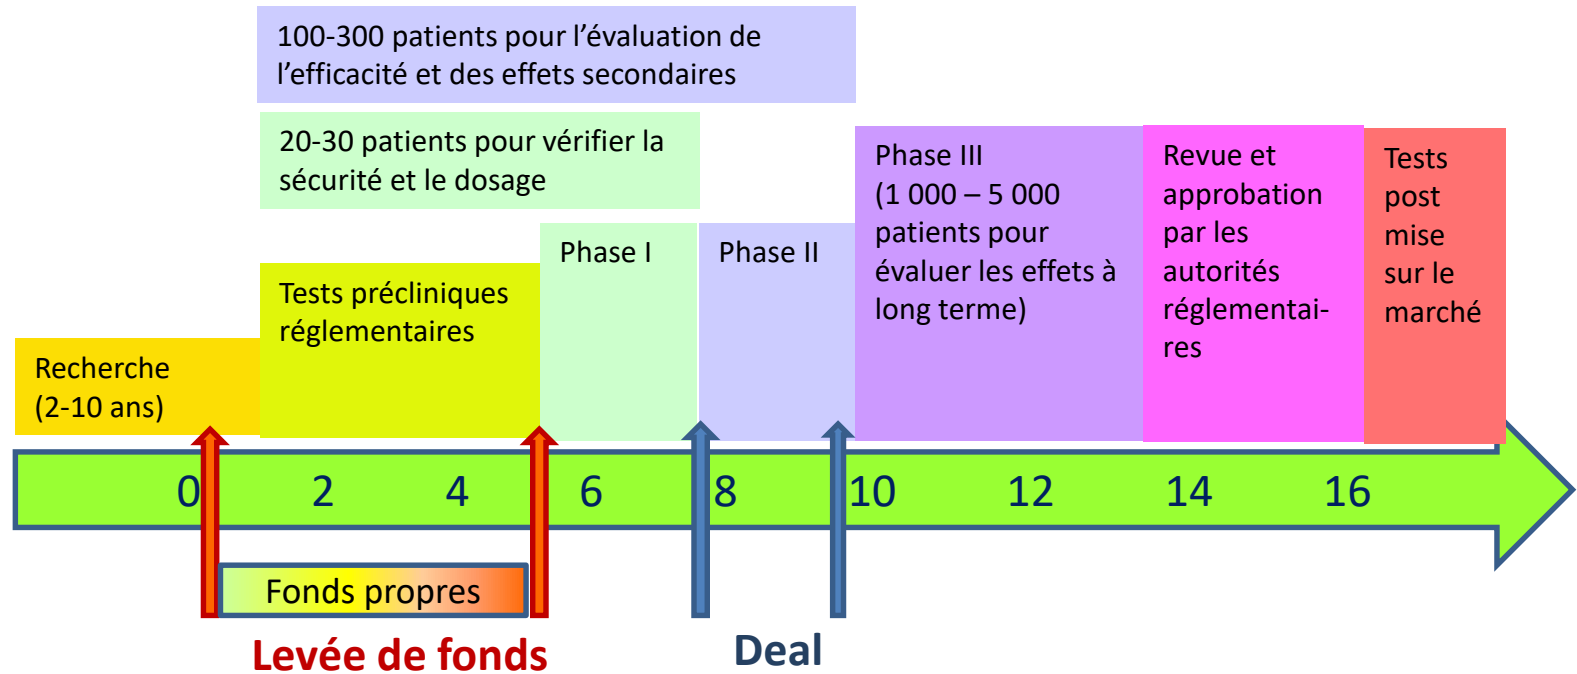 100-300 patients pour l’évaluation de
l’efficacité et des effets secondaires
20-30 patients pour vérifier la
sécurité et le dosage
Phase III
(1 000 – 5 000
patients pour
évaluer les effets à
long terme)
Revue et
approbation
par les
autorités
réglementai-
res
Tests
post
mise
sur le
marché
Phase I
Phase II
Tests précliniques
réglementaires
Recherche
(2-10 ans)
0 2 4 6 8 10 12 14 16
Fonds propres
Levée de fonds
Deal